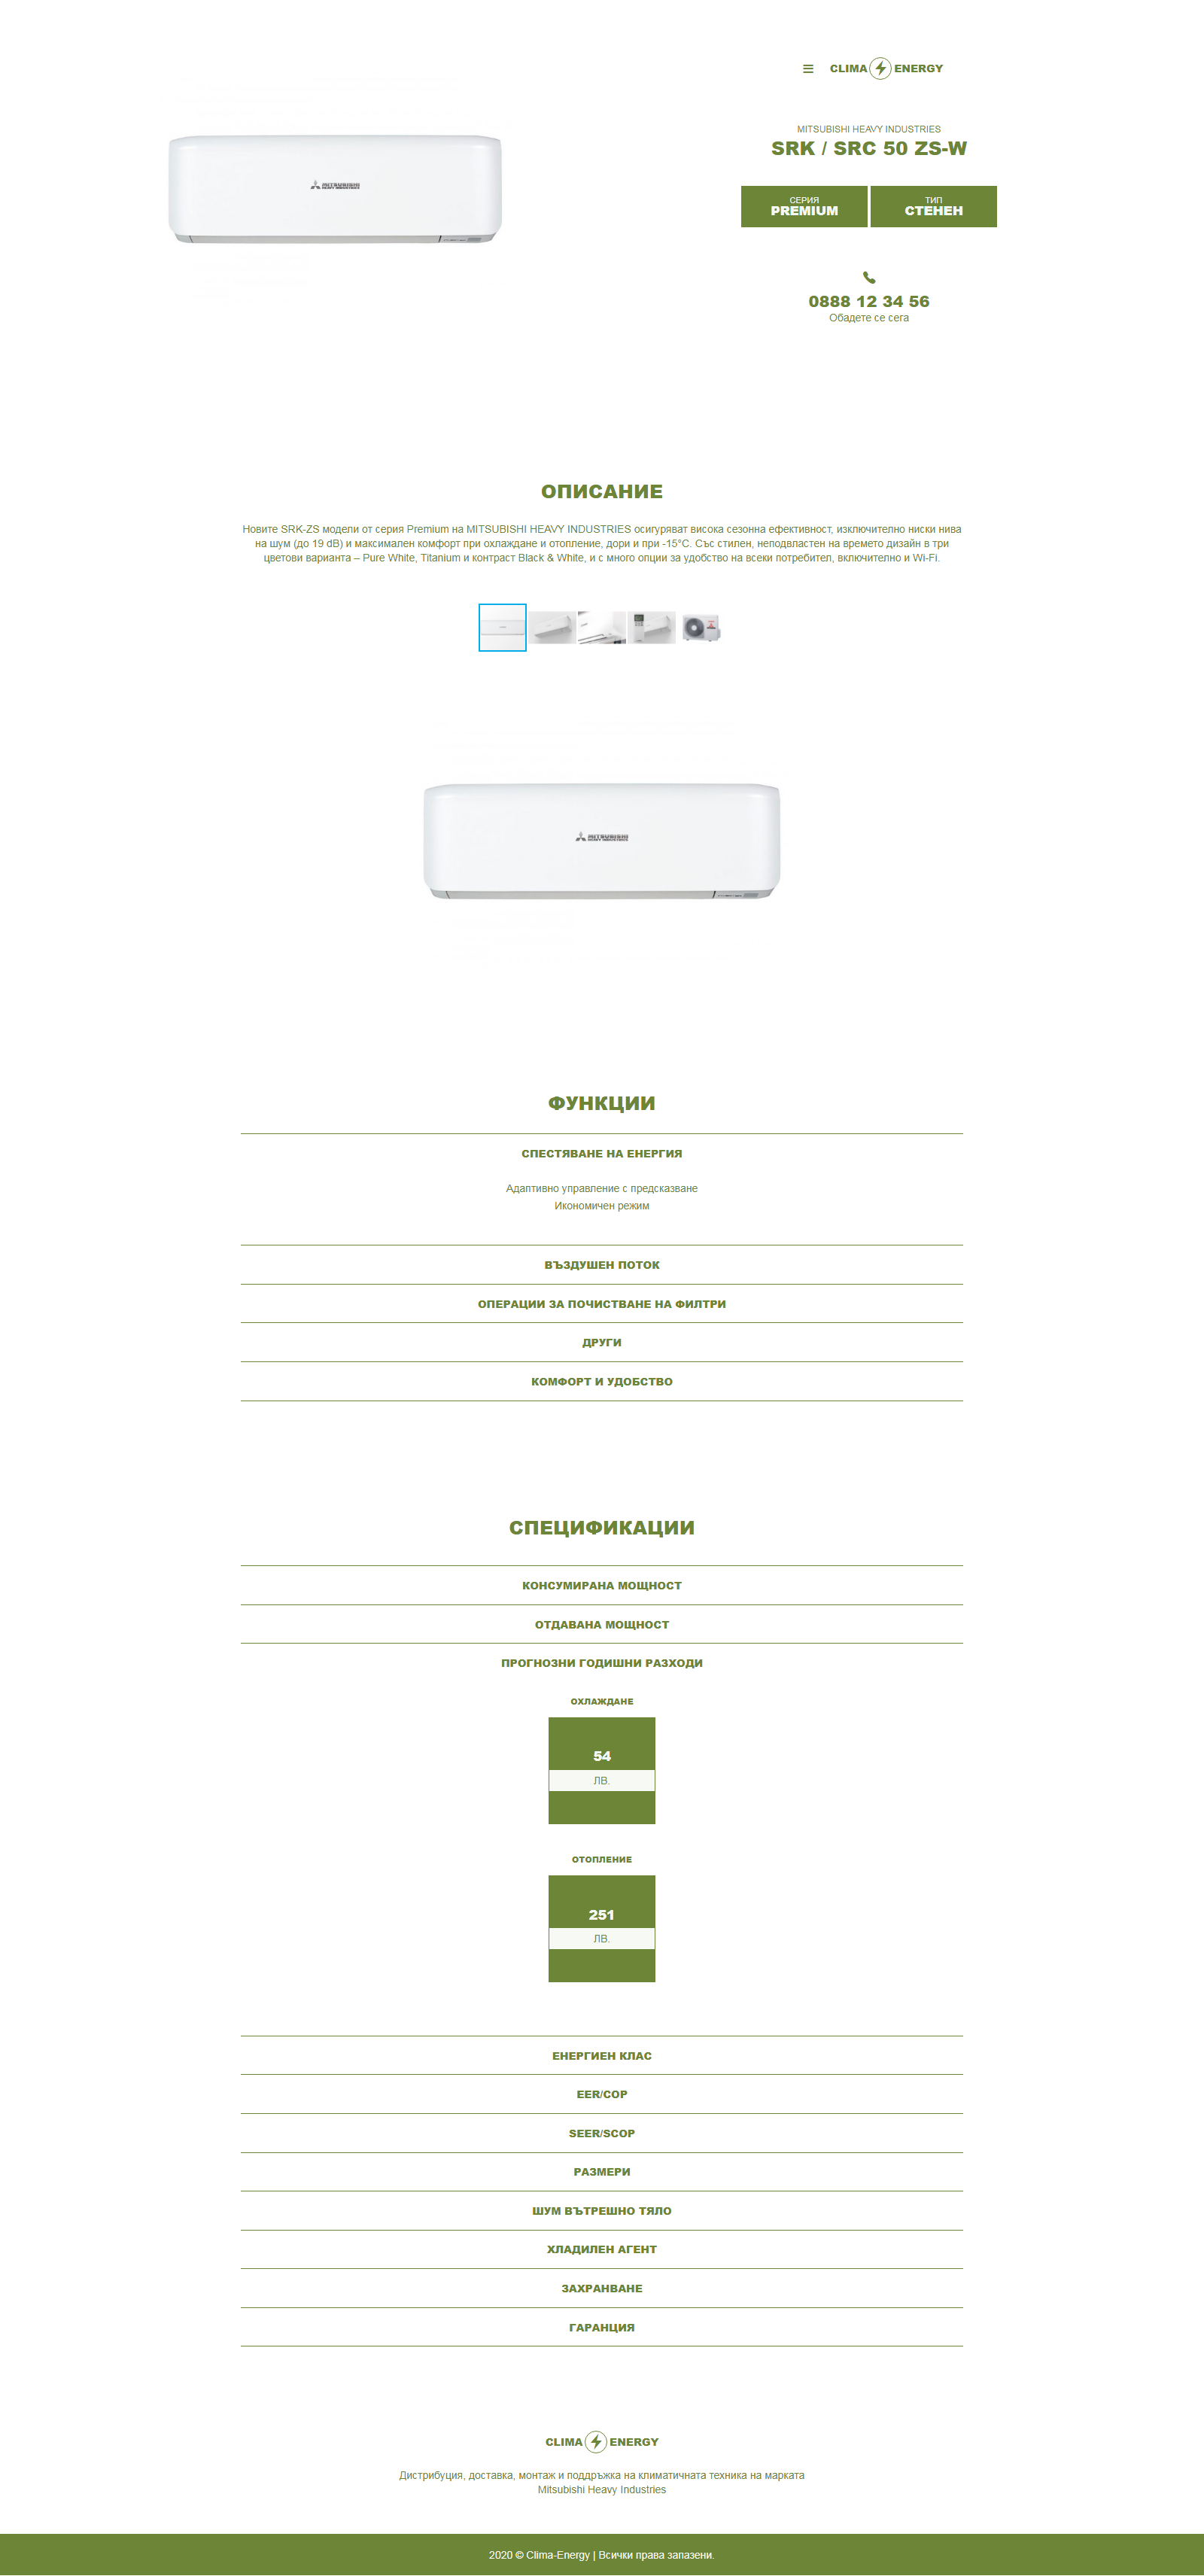 CLIMA ENERGY
MITSUBISHI HEAVY INDUSTRIES
SRK / SRC 50 ZS-W
СЕРИЯ
PREMIUM
ТИП
СТЕНЕН
MITSUBISHI
HEAVY INDUSTRIES
0888 12 34 56
Обадете се сега
ОПИСАНИЕ
Новите SRK-ZS модели от серия Premium на MITSUBISHI HEAVY INDUSTRIES осигуряват висока сезонна ефективност, изключително ниски нива
на шум (до 19 dB) и максимален комфорт при охлаждане и отопление, дори и при -15°C. Със стилен, неподвластен на времето дизайн в три
цветови варианта – Pure White, Titanium и контраст Black & White, и с много опции за удобство на всеки потребител, включително и Wi-Fi.
MITSUBISHI
HEAVY INDUSTRIES
ФУНКЦИИ
СПЕСТЯВАНЕ НА ЕНЕРГИЯ
Адаптивно управление с предсказване
Икономичен режим
ВЪЗДУШЕН ПОТОК
ОПЕРАЦИИ ЗА ПОЧИСТВАНЕ НА ФИЛТРИ
ДРУГИ
КОМФОРТ И УДОБСТВО
СПЕЦИФИКАЦИИ
КОНСУМИРАНА МОЩНОСТ
ОТДАВАНА МОЩНОСТ
ПРОГНОЗНИ ГОДИШНИ РАЗХОДИ
ОХЛАЖДАНЕ
54
ЛВ.
ОТОПЛЕНИЕ
251
ЛВ.
ЕНЕРГИЕН КЛАС
EER/COP
SEER/SCOP
РАЗМЕРИ
ШУМ ВЪТРЕШНО ТЯЛО
ХЛАДИЛЕН АГЕНТ
ЗАХРАНВАНЕ
ГАРАНЦИЯ
CLIMA ENERGY
Дистрибуция, доставка, монтаж и поддръжка на климатичната техника на марката
Mitsubishi Heavy Industries
2020 © Clima-Energy | Всички права запазени.